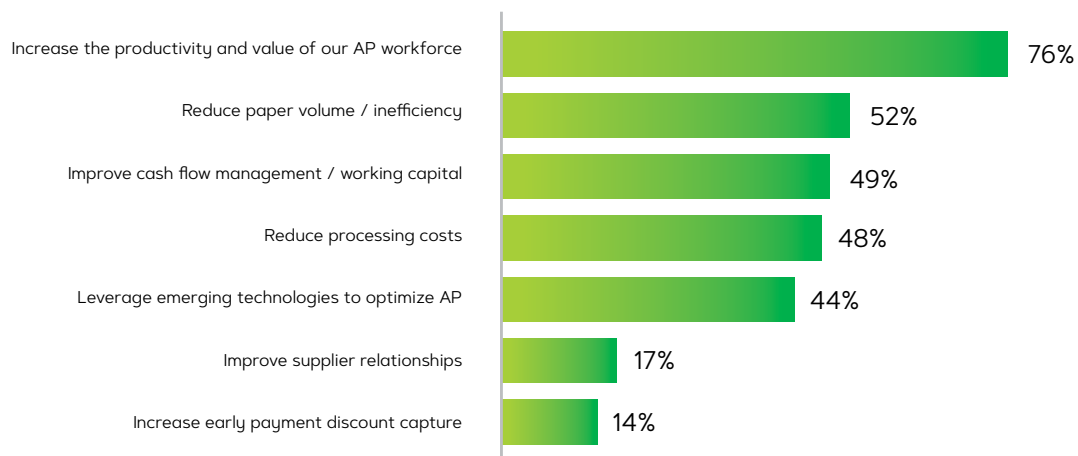 Increase the productivity and value of our AP workforce 76%
Reduce paper volume / inefficiency 52%
Improve cash flow management / working capital 49%
Reduce processing costs 48%
Leverage emerging technologies to optimize AP 44%
Improve supplier relationships 17%
Increase early payment discount capture 14%